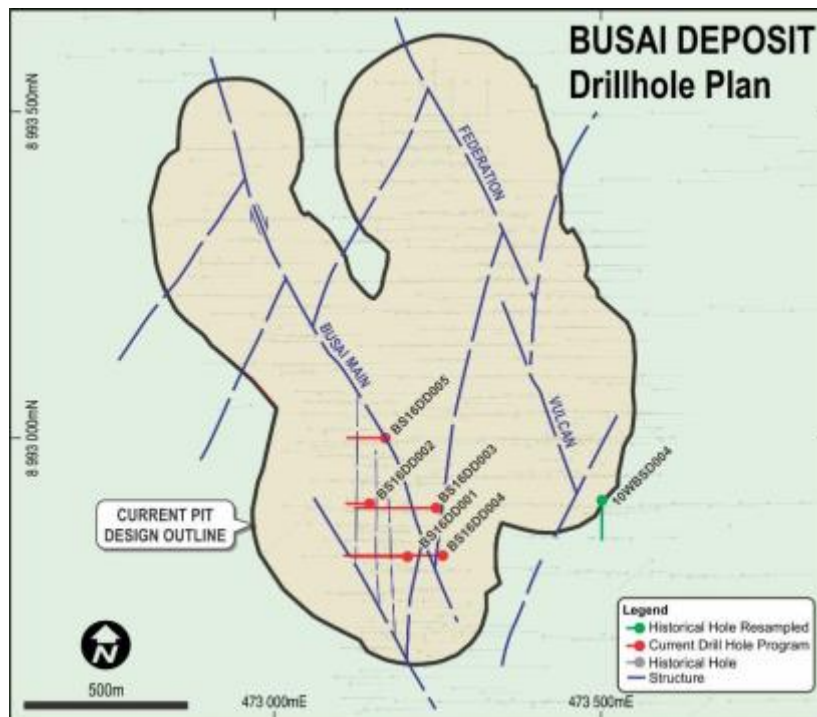 BUSAI DEPOSIT
Drillhole Plan
8 993 500mN
FEDERATION
BUSAI MAIN
BS16DD005
8 993 000mN
VULCAN
BS16DD002
BS16DD003
10WBSD004
CURRENT PIT
DESIGN OUTLINE
BS16DD001
BS16DD004
N
Legend
Historical Hole Resampled
Current Drill Hole Program
Historical Hole
Structure
500m
473 000mE
473 500mE